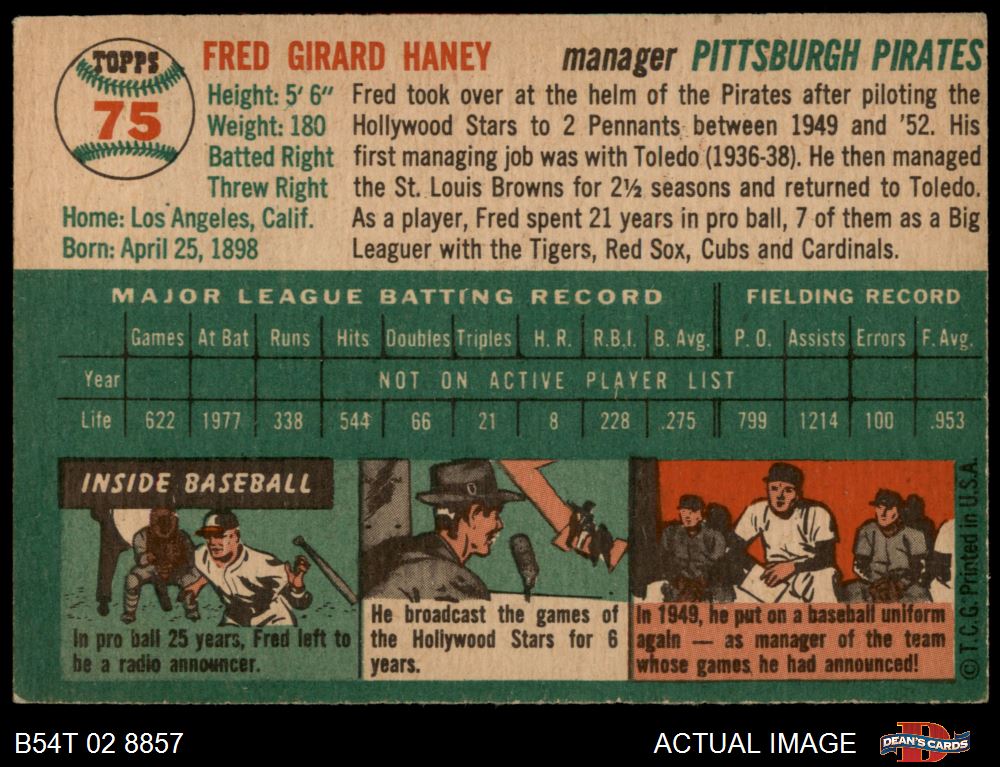 TOPPS
75
FRED GIRARD HANEY manager PITTSBURGH PIRATES
Height: 5' 6"
Weight: 180
Batted Right
Threw Right
Home: Los Angeles, Calif.
Born: April 25, 1898
Fred took over at the helm of the Pirates after piloting the
Hollywood Stars to 2 Pennants between 1949 and '52. His
first managing job was with Toledo (1936-38). He then managed
the St. Louis Browns for 2½ seasons and returned to Toledo.
As a player, Fred spent 21 years in pro ball, 7 of them as a Big
Leaguer with the Tigers, Red Sox, Cubs and Cardinals.
MAJOR LEAGUE BATTING RECORD FIELDING RECORD
Games At Bat Runs Hits Doubles Triples H. R. R.B.I. B. Avg. P. O. Assists Errors F. Avg.
Year NOT ON ACTIVE PLAYER LIST
Life 622 1977 338 544 66 21 8 228 .275 799 1214 100 .953
INSIDE BASEBALL
In pro ball 25 years, Fred left to
be a radio announcer.
He broadcast the games of
the Hollywood Stars for 6
years.
In 1949, he put on a baseball uniform
again — as manager of the team
whose games he had announced!
© T.C.G. Printed in U.S.A.
B54T 02 8857
ACTUAL IMAGE
DEAN'S CARDS